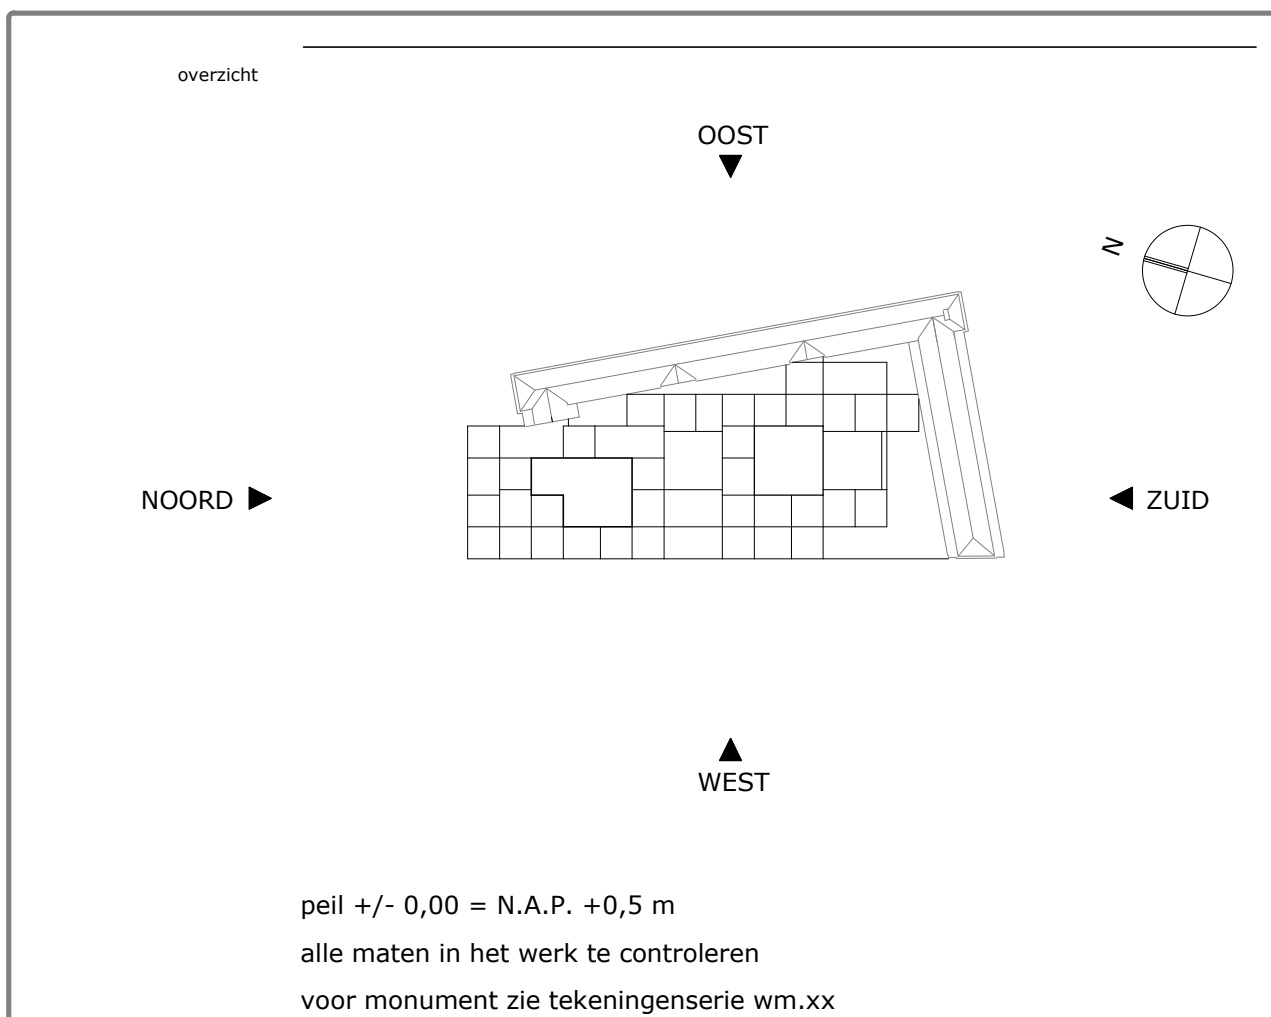 overzicht
OOST
N
NOORD
ZUID
WEST
peil +/- 0,00 = N.A.P. +0,5 m
alle maten in het werk te controleren
voor monument zie tekeningenserie wm.xx